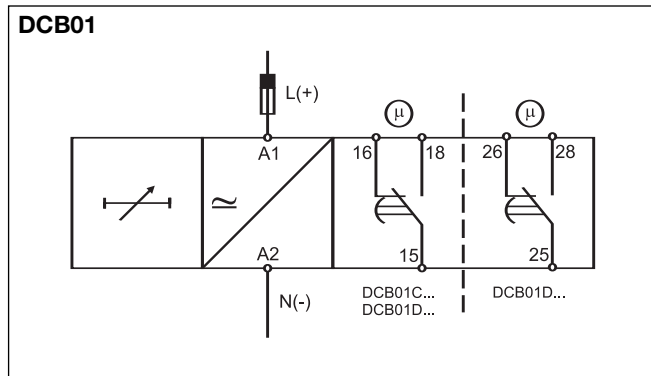 DCB01
L(+)
μ
μ
A1
16
18
26
28
≃
A2
15
25
N(-)
DCB01C...
DCB01D...
DCB01D...